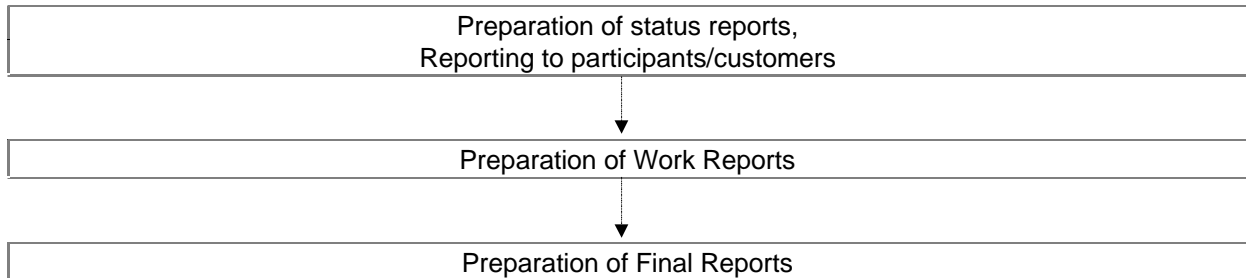 Preparation of status reports,
Reporting to participants/customers
Preparation of Work Reports
Preparation of Final Reports